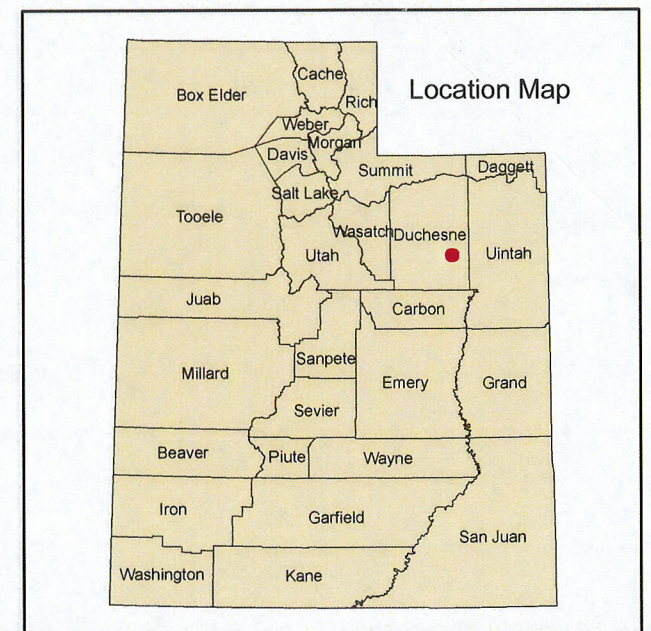 Location Map
Cache
Box Elder
Rich
Weber
Morgan
Davis
Summit
Daggett
Salt Lake
Tooele
Wasatch
Duchesne
Utah
Uintah
Juab
Carbon
Sanpete
Millard
Emery
Grand
Sevier
Beaver
Piute
Wayne
Iron
Garfield
San Juan
Washington
Kane